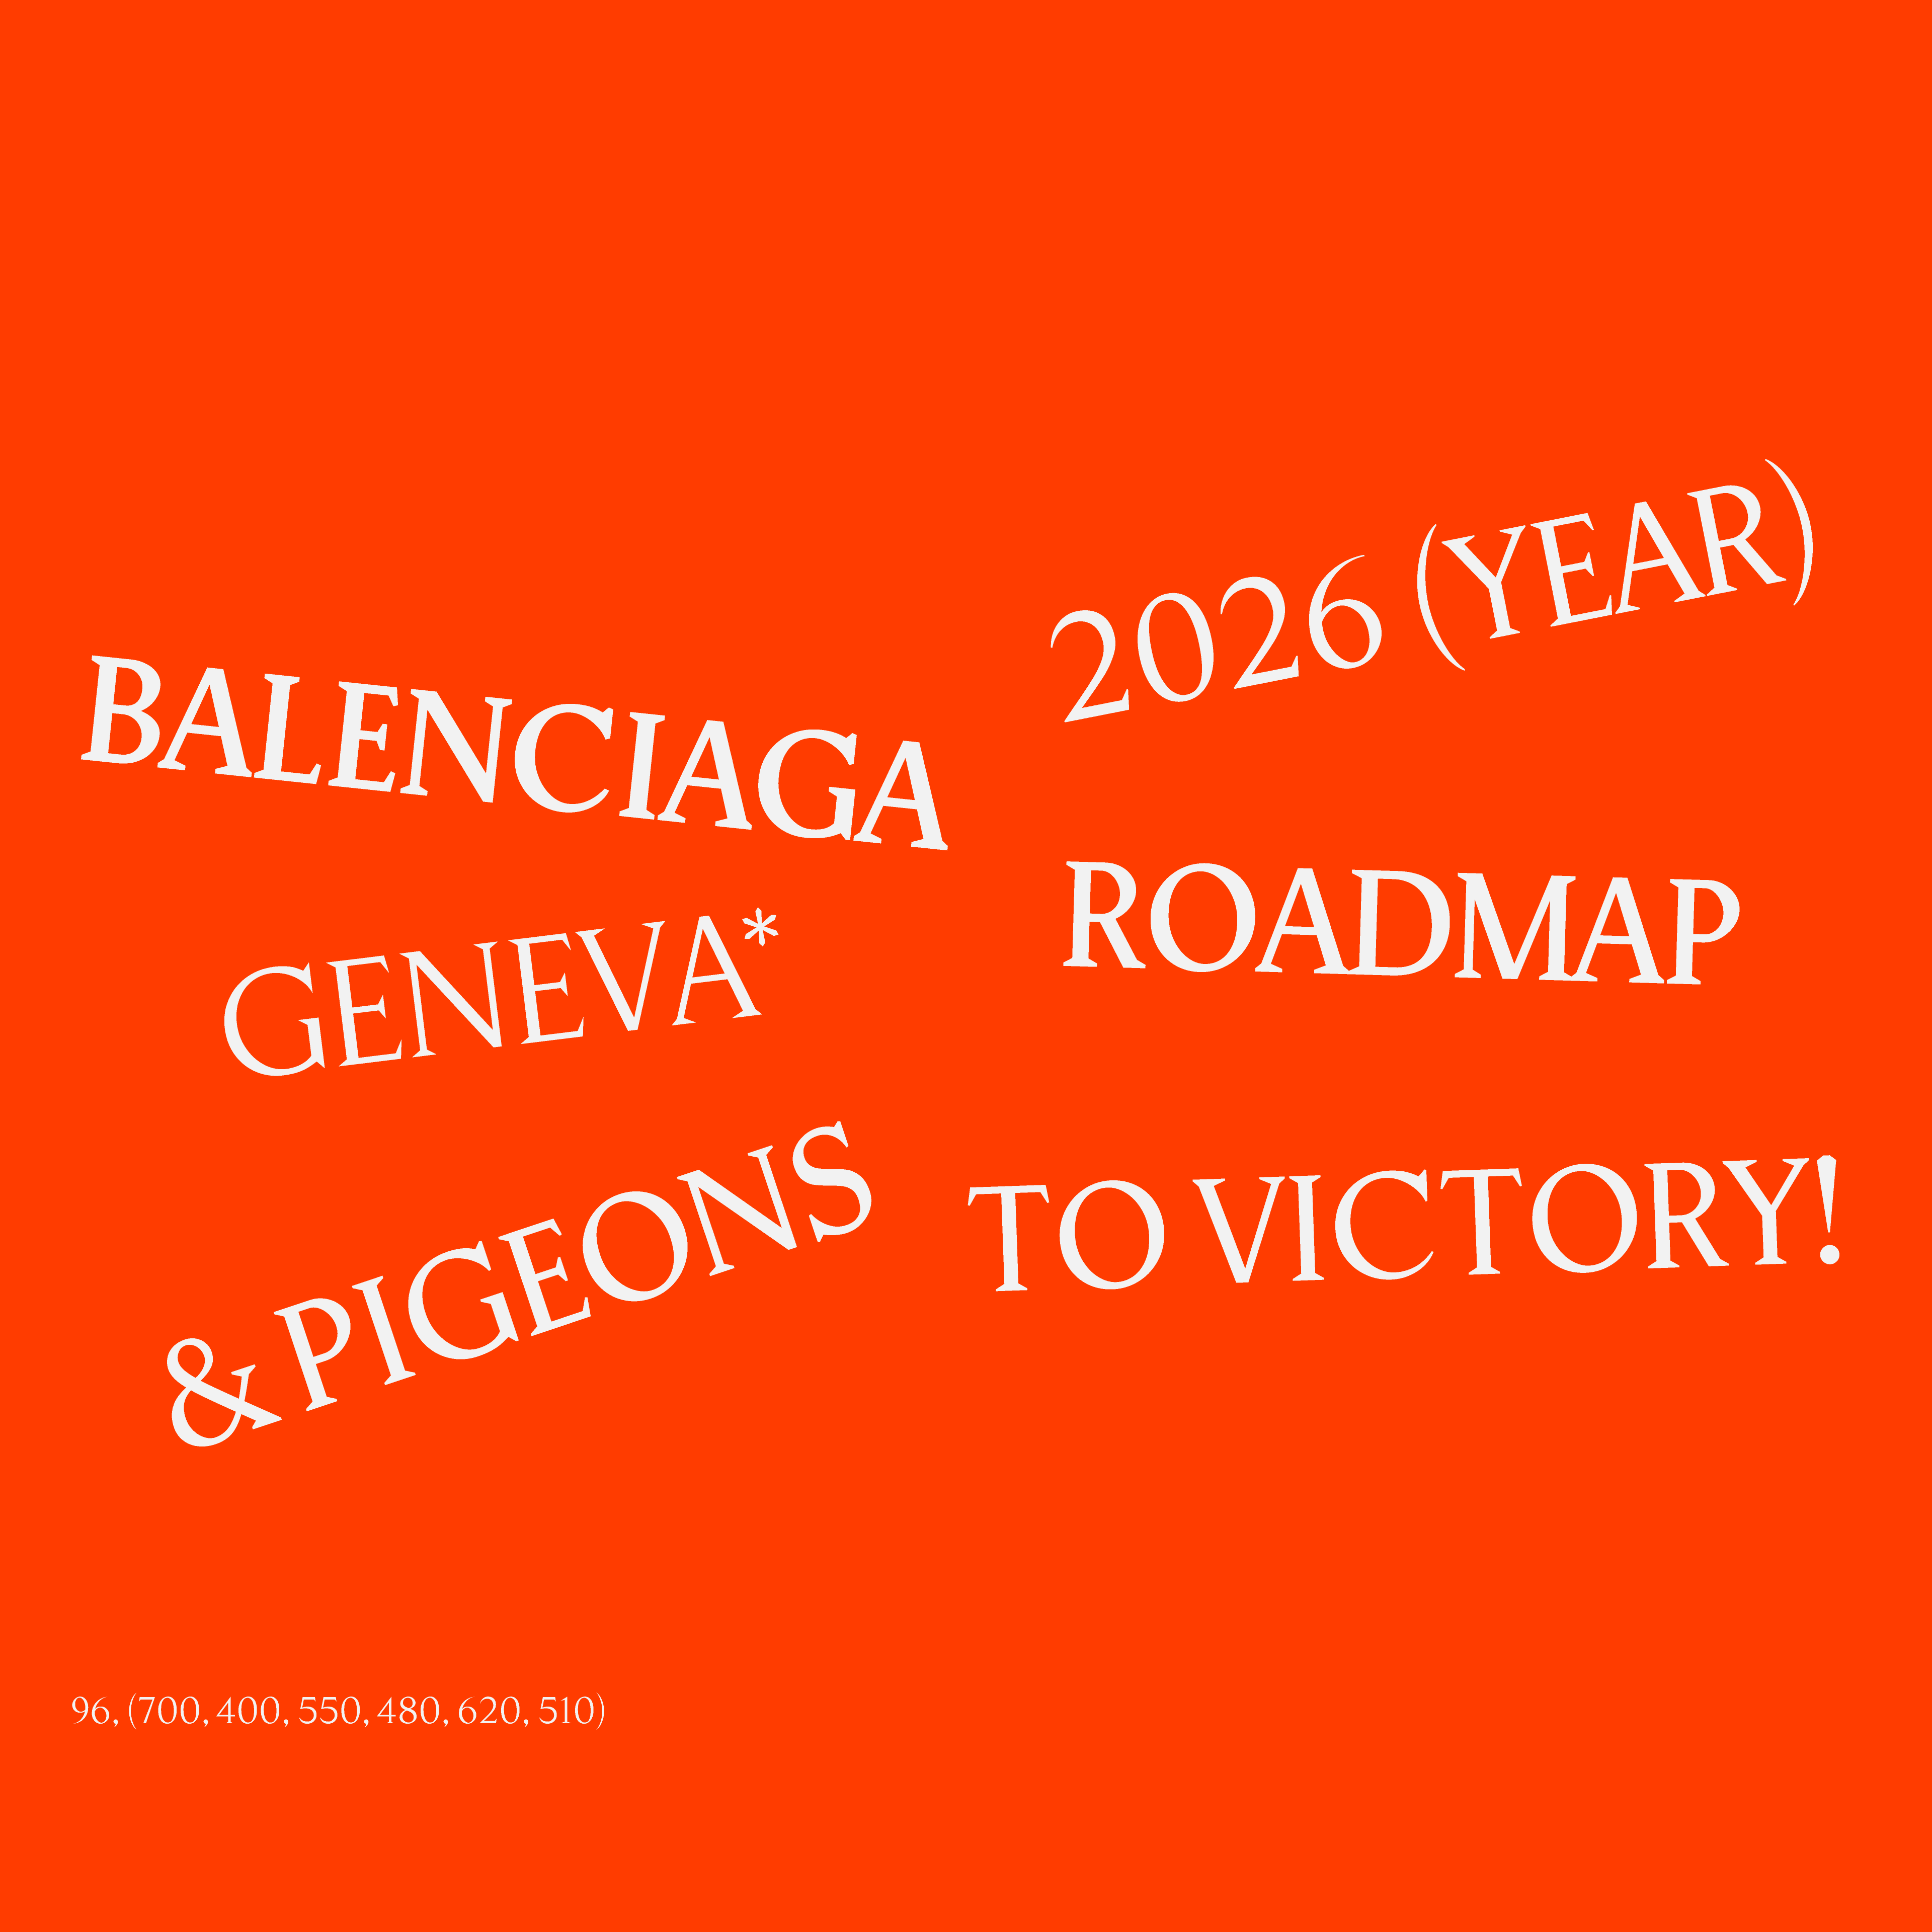 BALENCIAGA
GENEVA*
& PIGEONS
2026 (YEAR)
ROADMAP
TO VICTORY!
96, (700, 400, 550, 480, 620, 510)